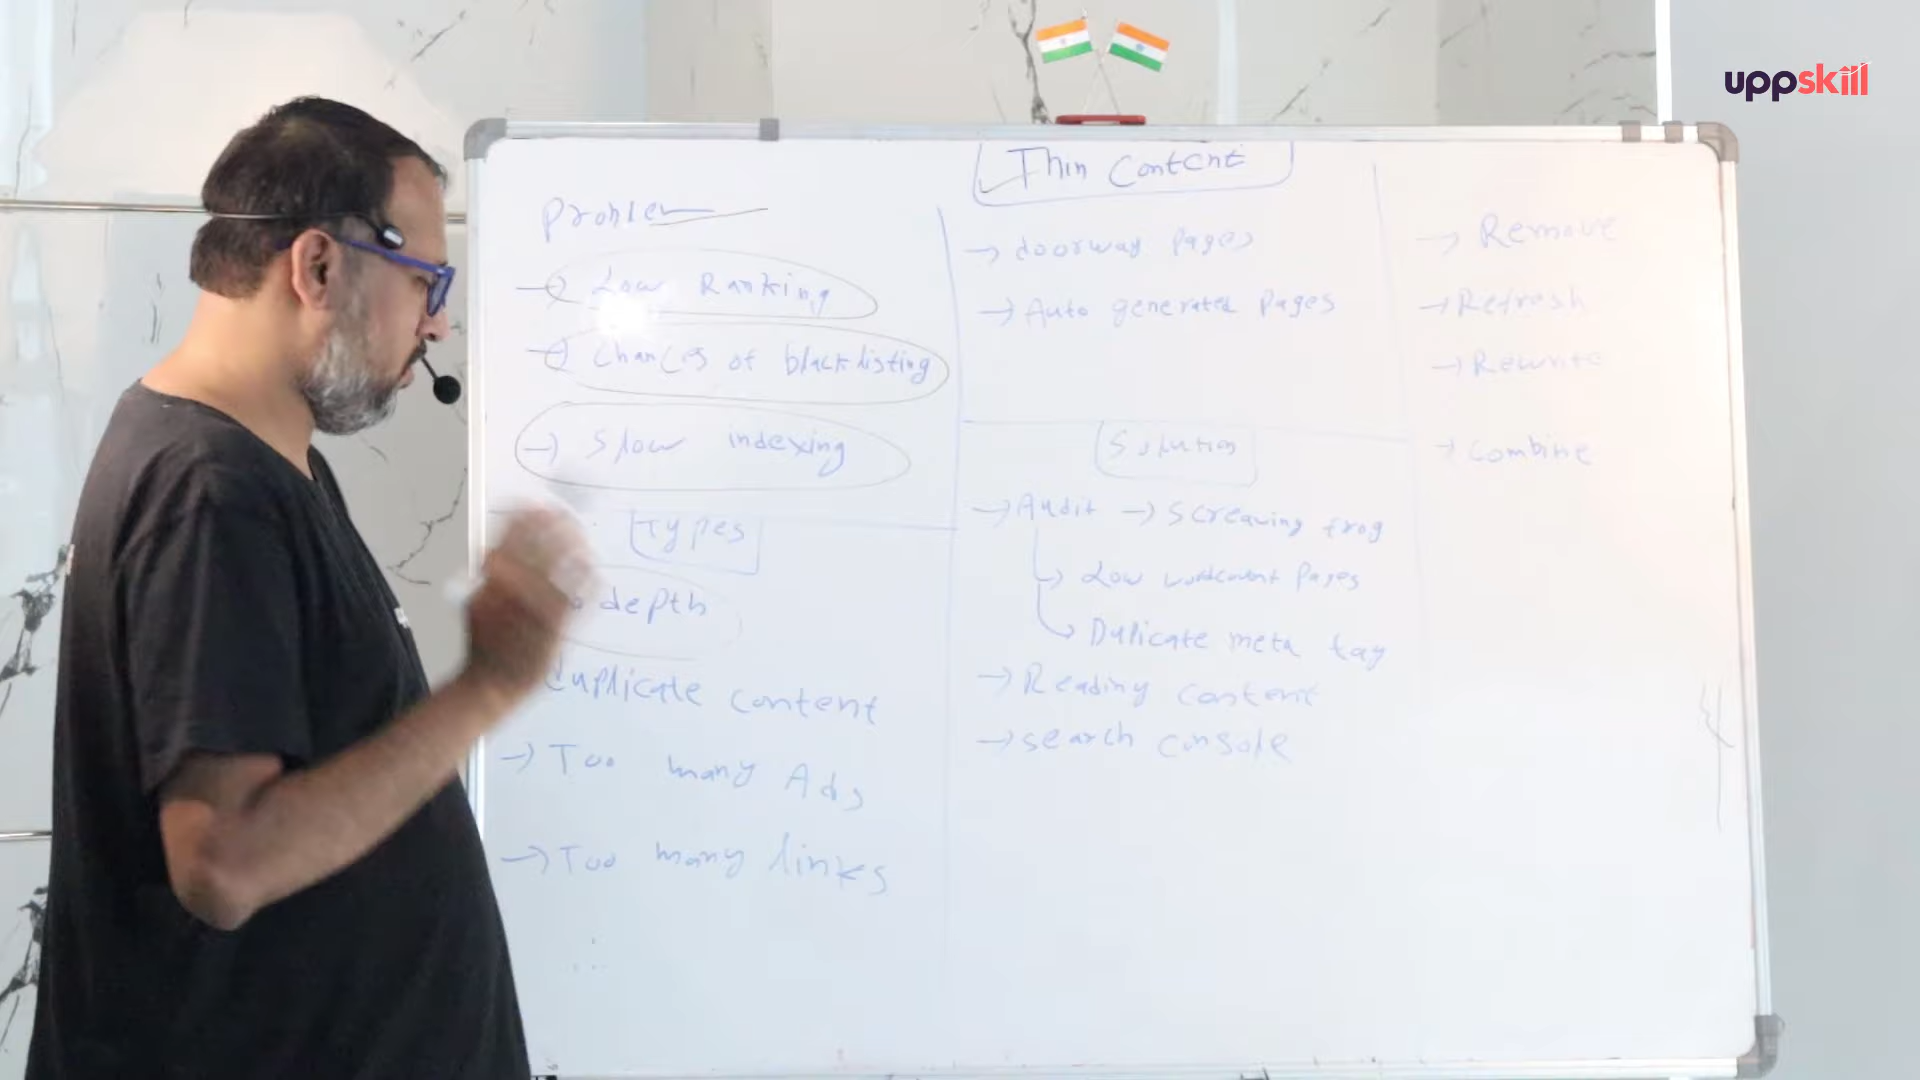 uppskill
Thin Content
Problem
→ Low Ranking
→ Chances of blacklisting
→ Slow indexing
Types
depth
duplicate content
→ Too many Ads
→ Too many links
→ doorway pages
→ Auto generated pages
Solution
→ Audit → Screaming frog
→ Low wordcount pages
→ Duplicate meta tag
→ Reading content
→ Search console
→ Remove
→ Refresh
→ Rewrite
→ Combine